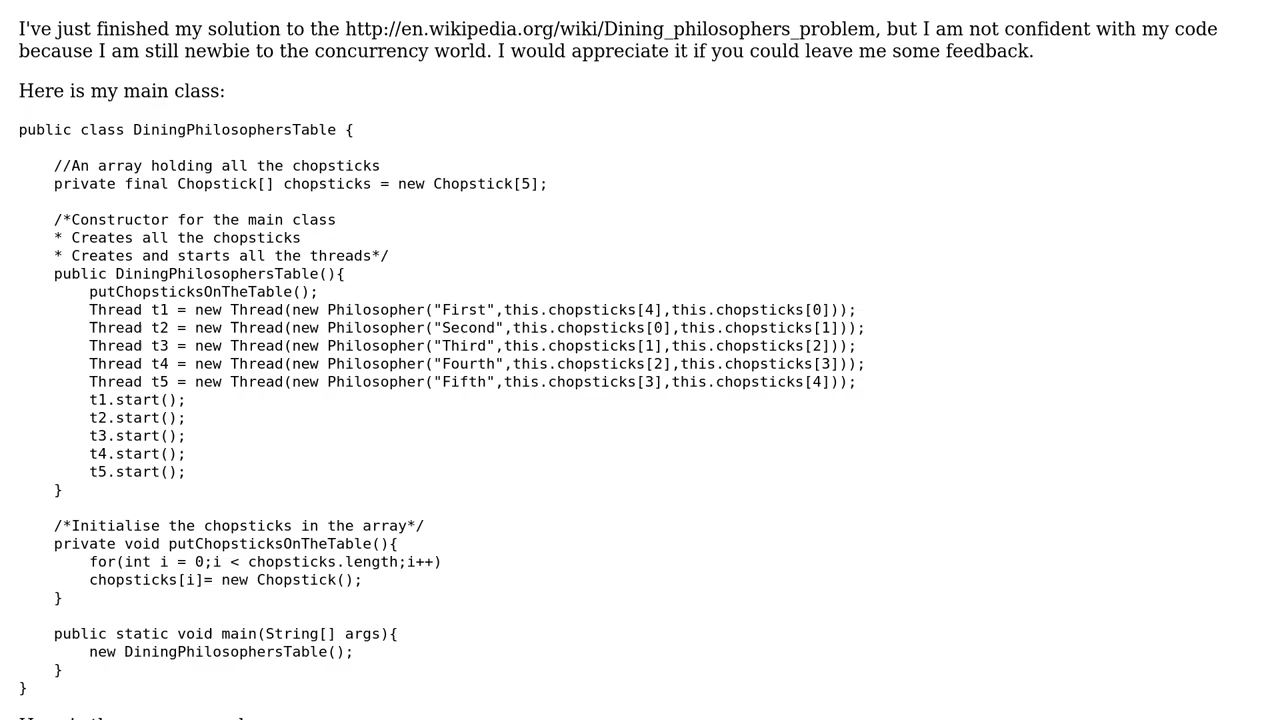 I've just finished my solution to the http://en.wikipedia.org/wiki/Dining_philosophers_problem, but I am not confident with my code
because I am still newbie to the concurrency world. I would appreciate it if you could leave me some feedback.
Here is my main class:
public class DiningPhilosophersTable {
//An array holding all the chopsticks
private final Chopstick[] chopsticks = new Chopstick[5];
/*Constructor for the main class
* Creates all the chopsticks
* Creates and starts all the threads*/
public DiningPhilosophersTable(){
putChopsticksOnTheTable();
Thread t1 = new Thread(new Philosopher("First",this.chopsticks[4],this.chopsticks[0]));
Thread t2 = new Thread(new Philosopher("Second",this.chopsticks[0],this.chopsticks[1]));
Thread t3 = new Thread(new Philosopher("Third",this.chopsticks[1],this.chopsticks[2]));
Thread t4 = new Thread(new Philosopher("Fourth",this.chopsticks[2],this.chopsticks[3]));
Thread t5 = new Thread(new Philosopher("Fifth",this.chopsticks[3],this.chopsticks[4]));
t1.start();
t2.start();
t3.start();
t4.start();
t5.start();
}
/*Initialise the chopsticks in the array*/
private void putChopsticksOnTheTable(){
for(int i = 0;i < chopsticks.length;i++)
chopsticks[i]= new Chopstick();
}
public static void main(String[] args){
new DiningPhilosophersTable();
}
}